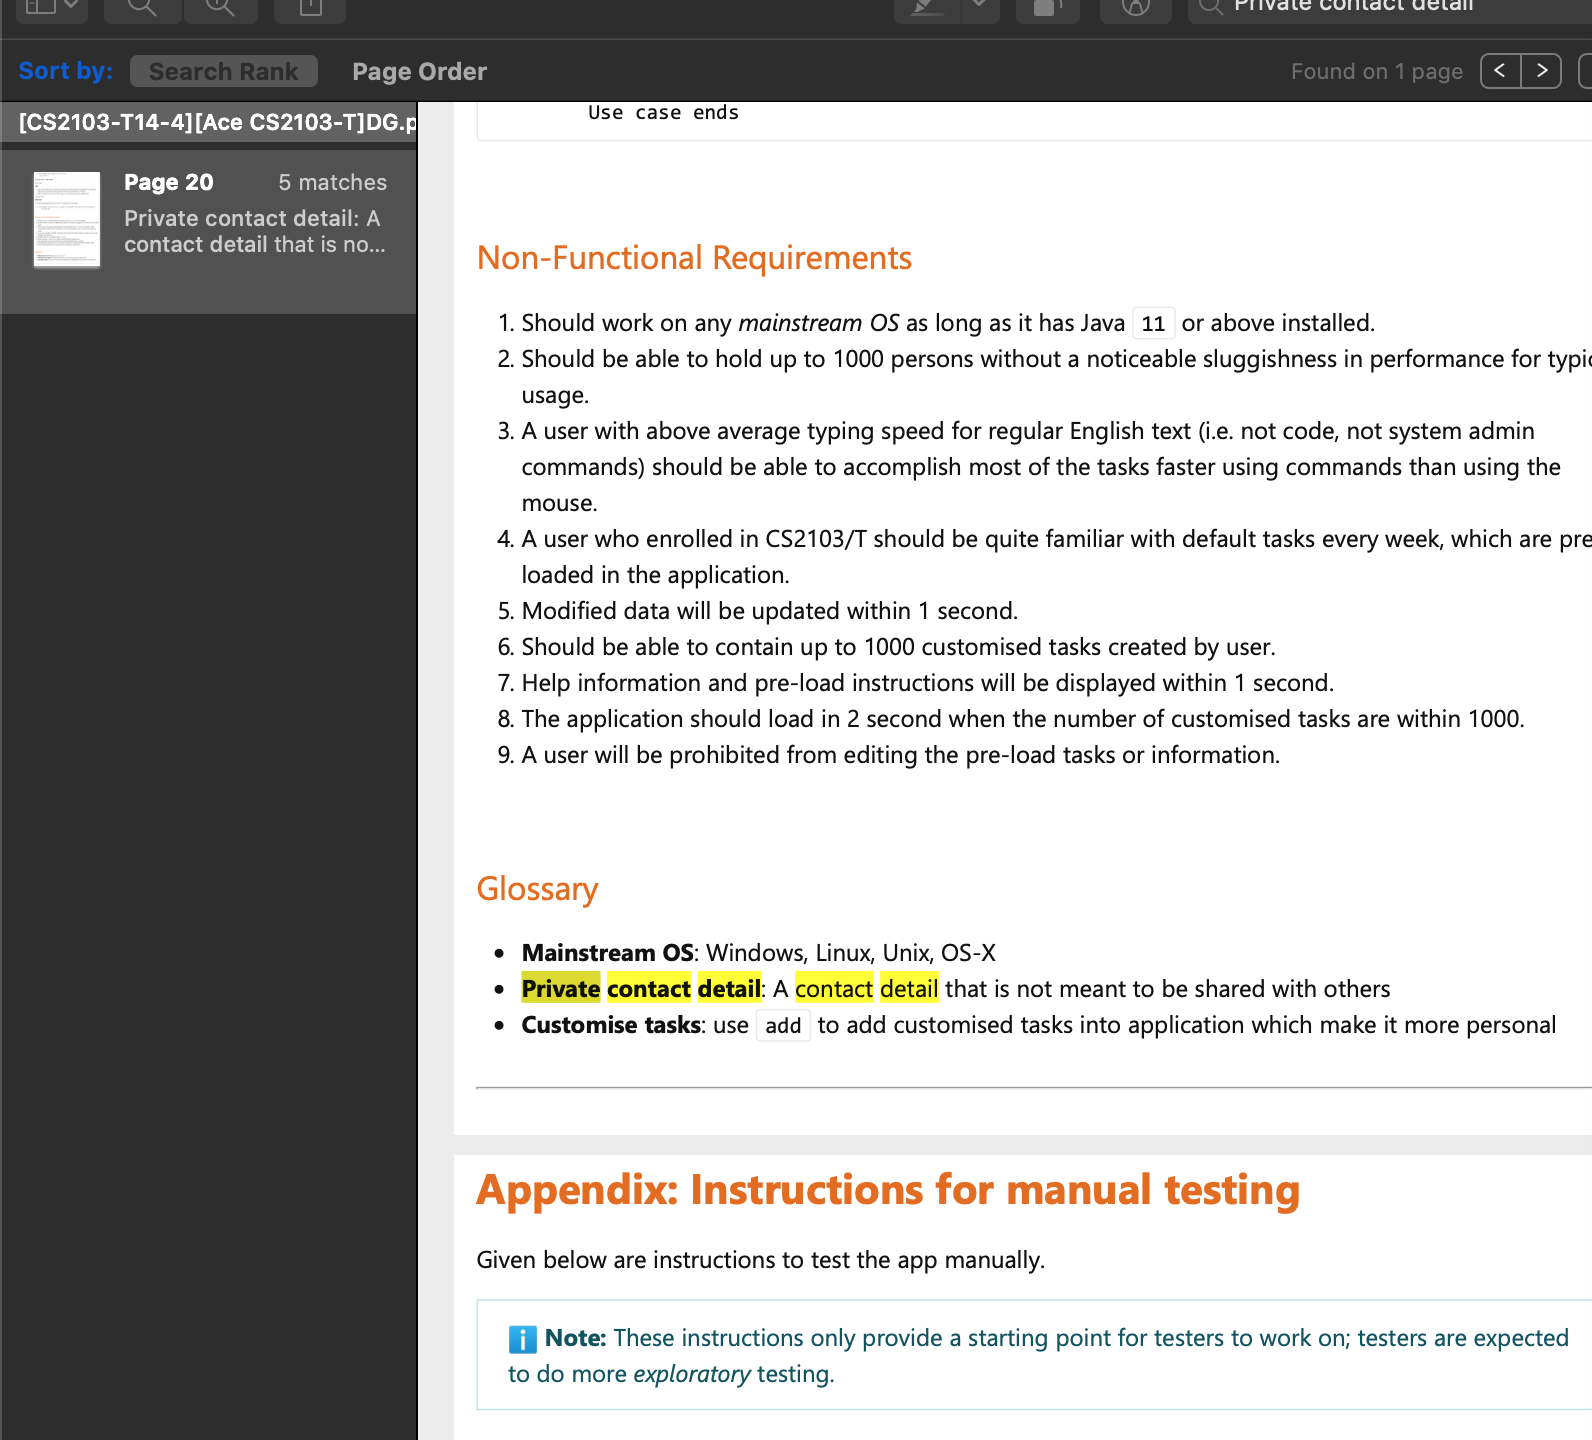 Private contact detail
Sort by: Search Rank Page Order Found on 1 page < >
[CS2103-T14-4][Ace CS2103-T]DG.p
Page 20 5 matches
Private contact detail: A
contact detail that is no...
Use case ends
Non-Functional Requirements
1. Should work on any mainstream OS as long as it has Java 11 or above installed.
2. Should be able to hold up to 1000 persons without a noticeable sluggishness in performance for typic
usage.
3. A user with above average typing speed for regular English text (i.e. not code, not system admin
commands) should be able to accomplish most of the tasks faster using commands than using the
mouse.
4. A user who enrolled in CS2103/T should be quite familiar with default tasks every week, which are pre
loaded in the application.
5. Modified data will be updated within 1 second.
6. Should be able to contain up to 1000 customised tasks created by user.
7. Help information and pre-load instructions will be displayed within 1 second.
8. The application should load in 2 second when the number of customised tasks are within 1000.
9. A user will be prohibited from editing the pre-load tasks or information.
Glossary
• Mainstream OS: Windows, Linux, Unix, OS-X
• Private contact detail: A contact detail that is not meant to be shared with others
• Customise tasks: use add to add customised tasks into application which make it more personal
Appendix: Instructions for manual testing
Given below are instructions to test the app manually.
ℹ️ Note: These instructions only provide a starting point for testers to work on; testers are expected
to do more exploratory testing.